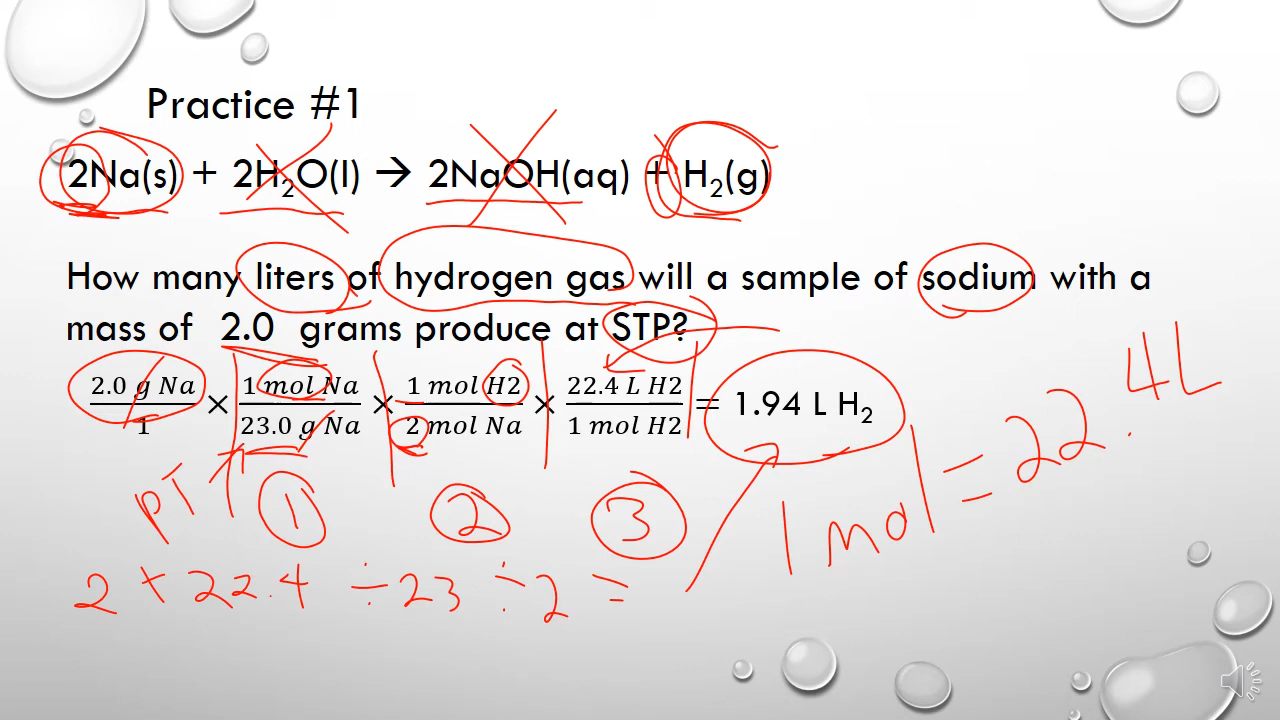 Practice #1
2Na(s) + 2H₂O(l) → 2NaOH(aq) + H₂(g)
How many liters of hydrogen gas will a sample of sodium with a
mass of 2.0 grams produce at STP?
2.0 g Na / 1 × 1 mol Na / 23.0 g Na × 1 mol H2 / 2 mol Na × 22.4 L H2 / 1 mol H2 = 1.94 L H₂
1 mol = 22.4L
PT ① ② ③
2 × 22.4 ÷ 23 ÷ 2 =